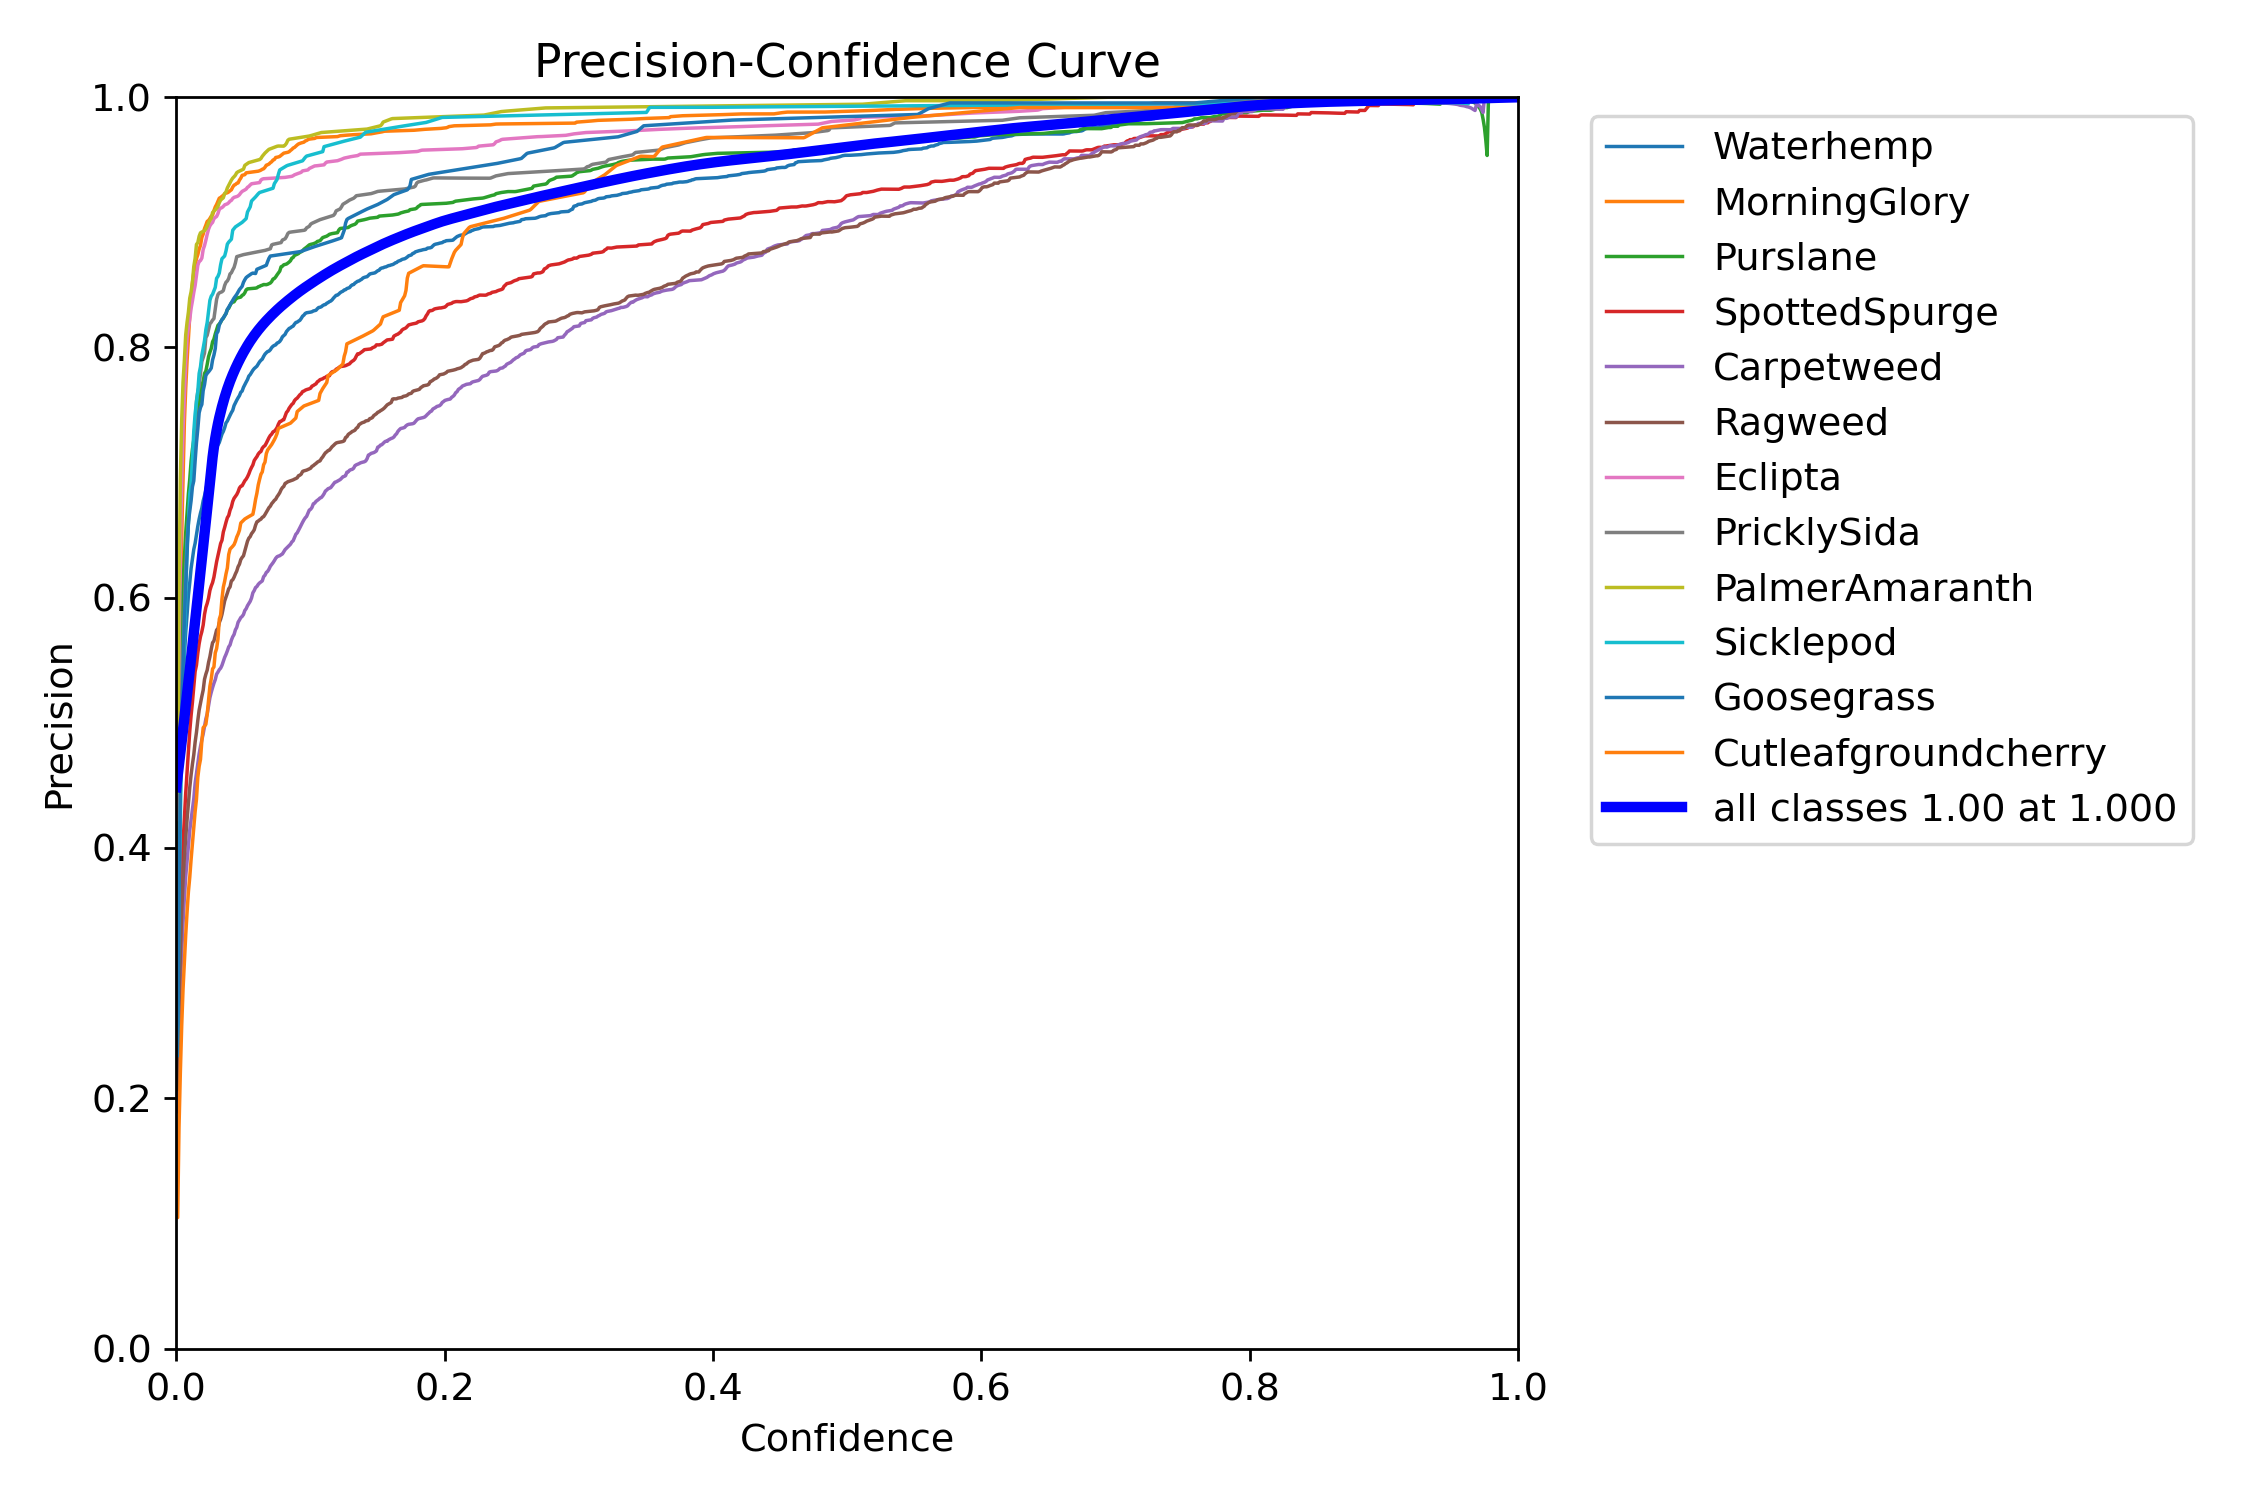 Precision-Confidence Curve
1.0
0.8
0.6
0.4
0.2
0.0
Precision
0.0 0.2 0.4 0.6 0.8 1.0
Confidence
Waterhemp
MorningGlory
Purslane
SpottedSpurge
Carpetweed
Ragweed
Eclipta
PricklySida
PalmerAmaranth
Sicklepod
Goosegrass
Cutleafgroundcherry
all classes 1.00 at 1.000